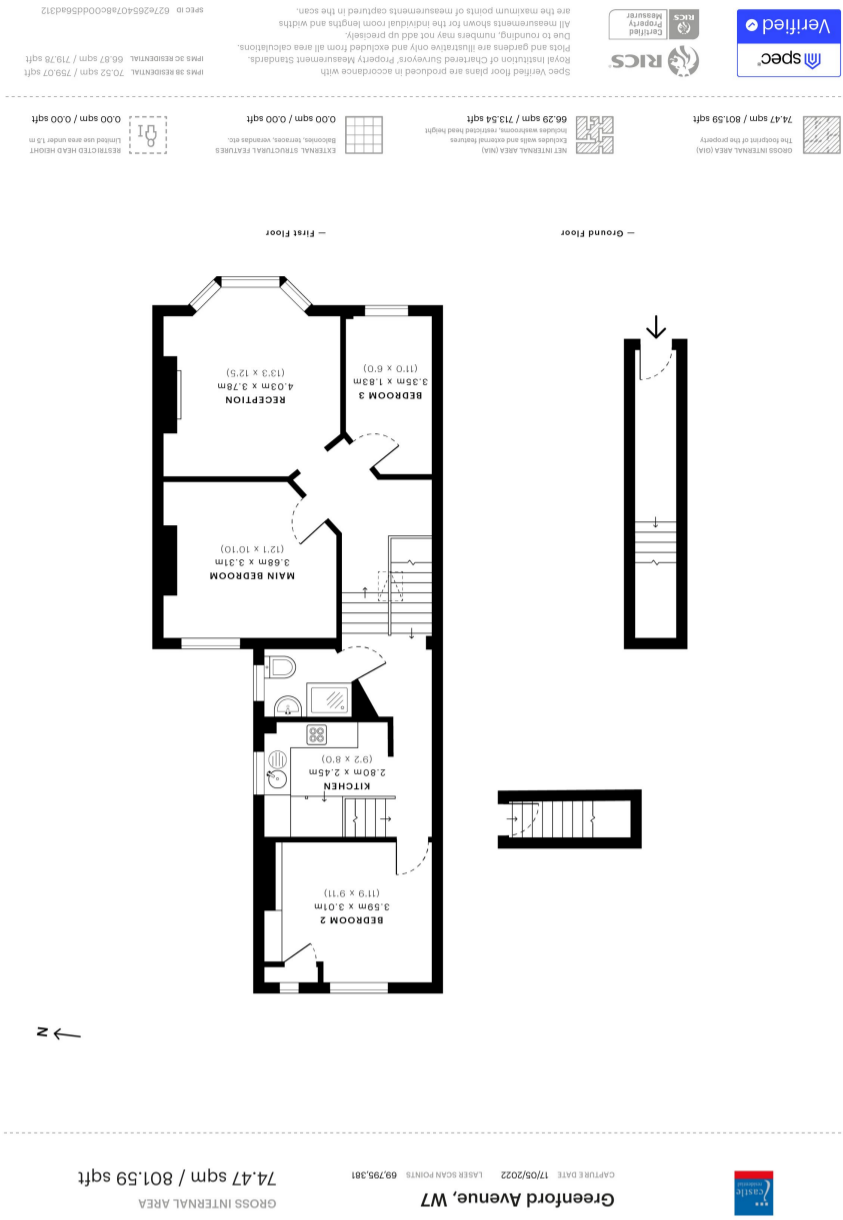 castle
residential
Greenford Avenue, W7
CAPTURE DATE 17/05/2022 LASER SCAN POINTS 69,795,381
GROSS INTERNAL AREA
74.47 sqm / 801.59 sqft
N
BEDROOM 2
3.59m x 3.01m
(11'9 x 9'11)
KITCHEN
2.80m x 2.45m
(9'2 x 8'0)
MAIN BEDROOM
3.68m x 3.31m
(12'1 x 10'10)
BEDROOM 3
3.35m x 1.83m
(11'0 x 6'0)
RECEPTION
4.03m x 3.78m
(13'3 x 12'5)
— Ground Floor
— First Floor
GROSS INTERNAL AREA (GIA)
The footprint of the property
74.47 sqm / 801.59 sqft
NET INTERNAL AREA (NIA)
Excludes walls and external features
Includes washrooms, restricted head height
66.29 sqm / 713.54 sqft
EXTERNAL STRUCTURAL FEATURES
Balconies, terraces, verandas etc.
0.00 sqm / 0.00 sqft
RESTRICTED HEAD HEIGHT
Limited use area under 1.5 m
0.00 sqm / 0.00 sqft
spec
Verified
RICS
RICS
Certified
Property
Measurer
Spec Verified floor plans are produced in accordance with
Royal Institution of Chartered Surveyors' Property Measurement Standards.
Plots and gardens are illustrative only and excluded from all area calculations.
Due to rounding, numbers may not add up precisely.
All measurements shown for the individual room lengths and widths
are the maximum points of measurements captured in the scan.
IPMS 3B RESIDENTIAL 70.52 sqm / 759.07 sqft
IPMS 3C RESIDENTIAL 66.87 sqm / 719.78 sqft
SPEC ID 627e265407a8c00dd56ad312